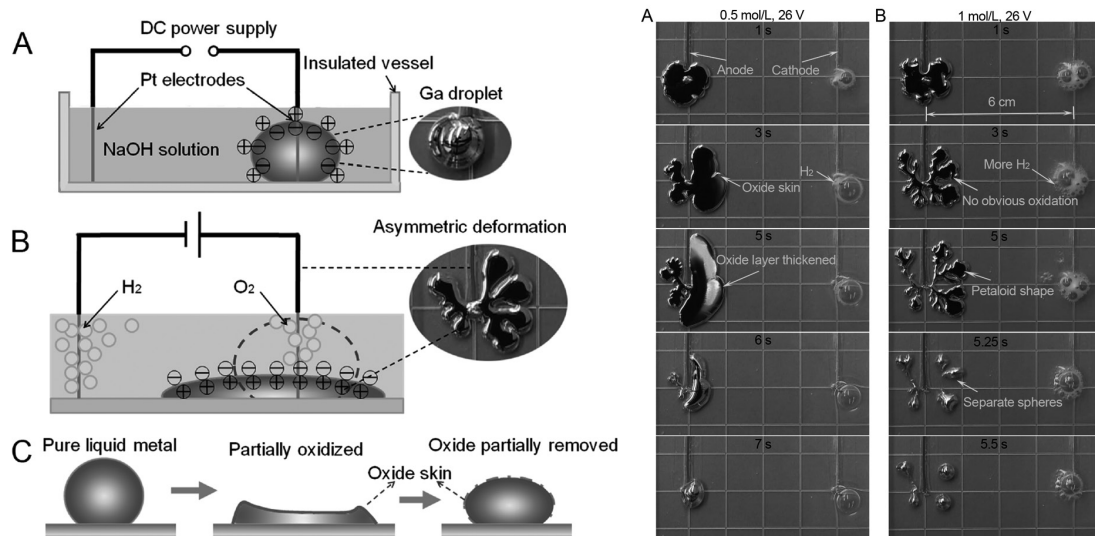 A
DC power supply
Insulated vessel
Pt electrodes
Ga droplet
NaOH solution
B
Asymmetric deformation
H₂
O₂
C
Pure liquid metal
Partially oxidized
Oxide partially removed
Oxide skin
A
0.5 mol/L, 26 V
1 s
Anode
Cathode
3 s
H₂
Oxide skin
5 s
Oxide layer thickened
6 s
7 s
B
1 mol/L, 26 V
1 s
6 cm
3 s
More H₂
No obvious oxidation
5 s
Petaloid shape
5.25 s
Separate spheres
5.5 s